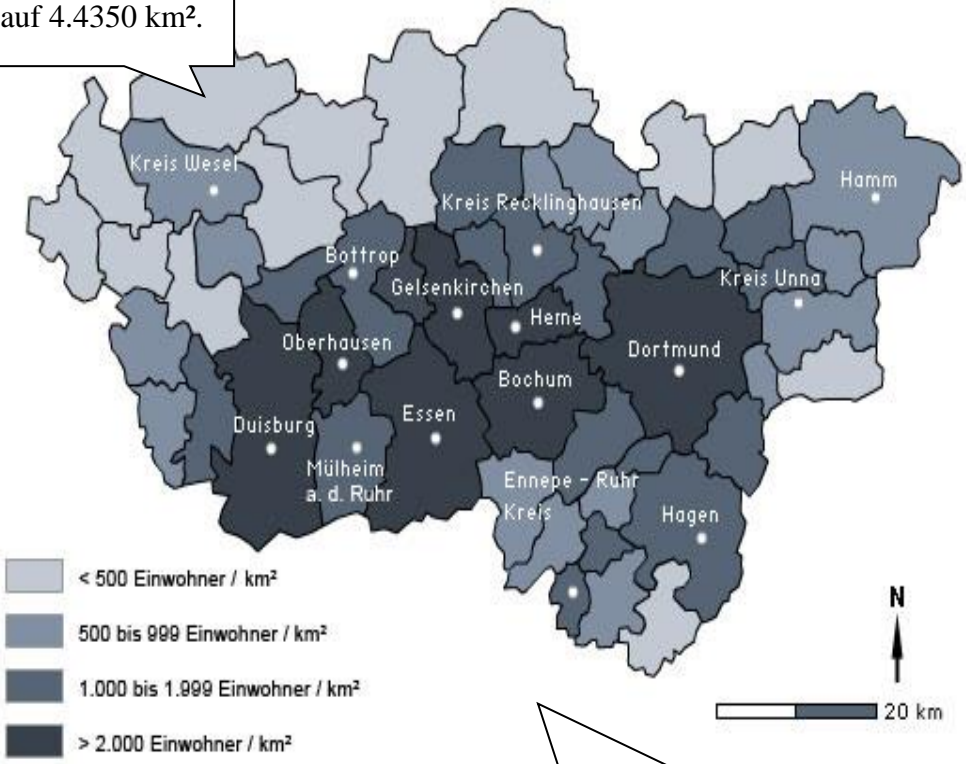 auf 4.4350 km².
Kreis Wesel
Hamm
Kreis Recklinghausen
Bottrop
Kreis Unna
Gelsenkirchen
Herne
Oberhausen
Dortmund
Bochum
Essen
Duisburg
Mülheim
a. d. Ruhr
Ennepe - Ruhr
Kreis
Hagen
< 500 Einwohner / km²
500 bis 999 Einwohner / km²
1.000 bis 1.999 Einwohner / km²
> 2.000 Einwohner / km²
N
20 km